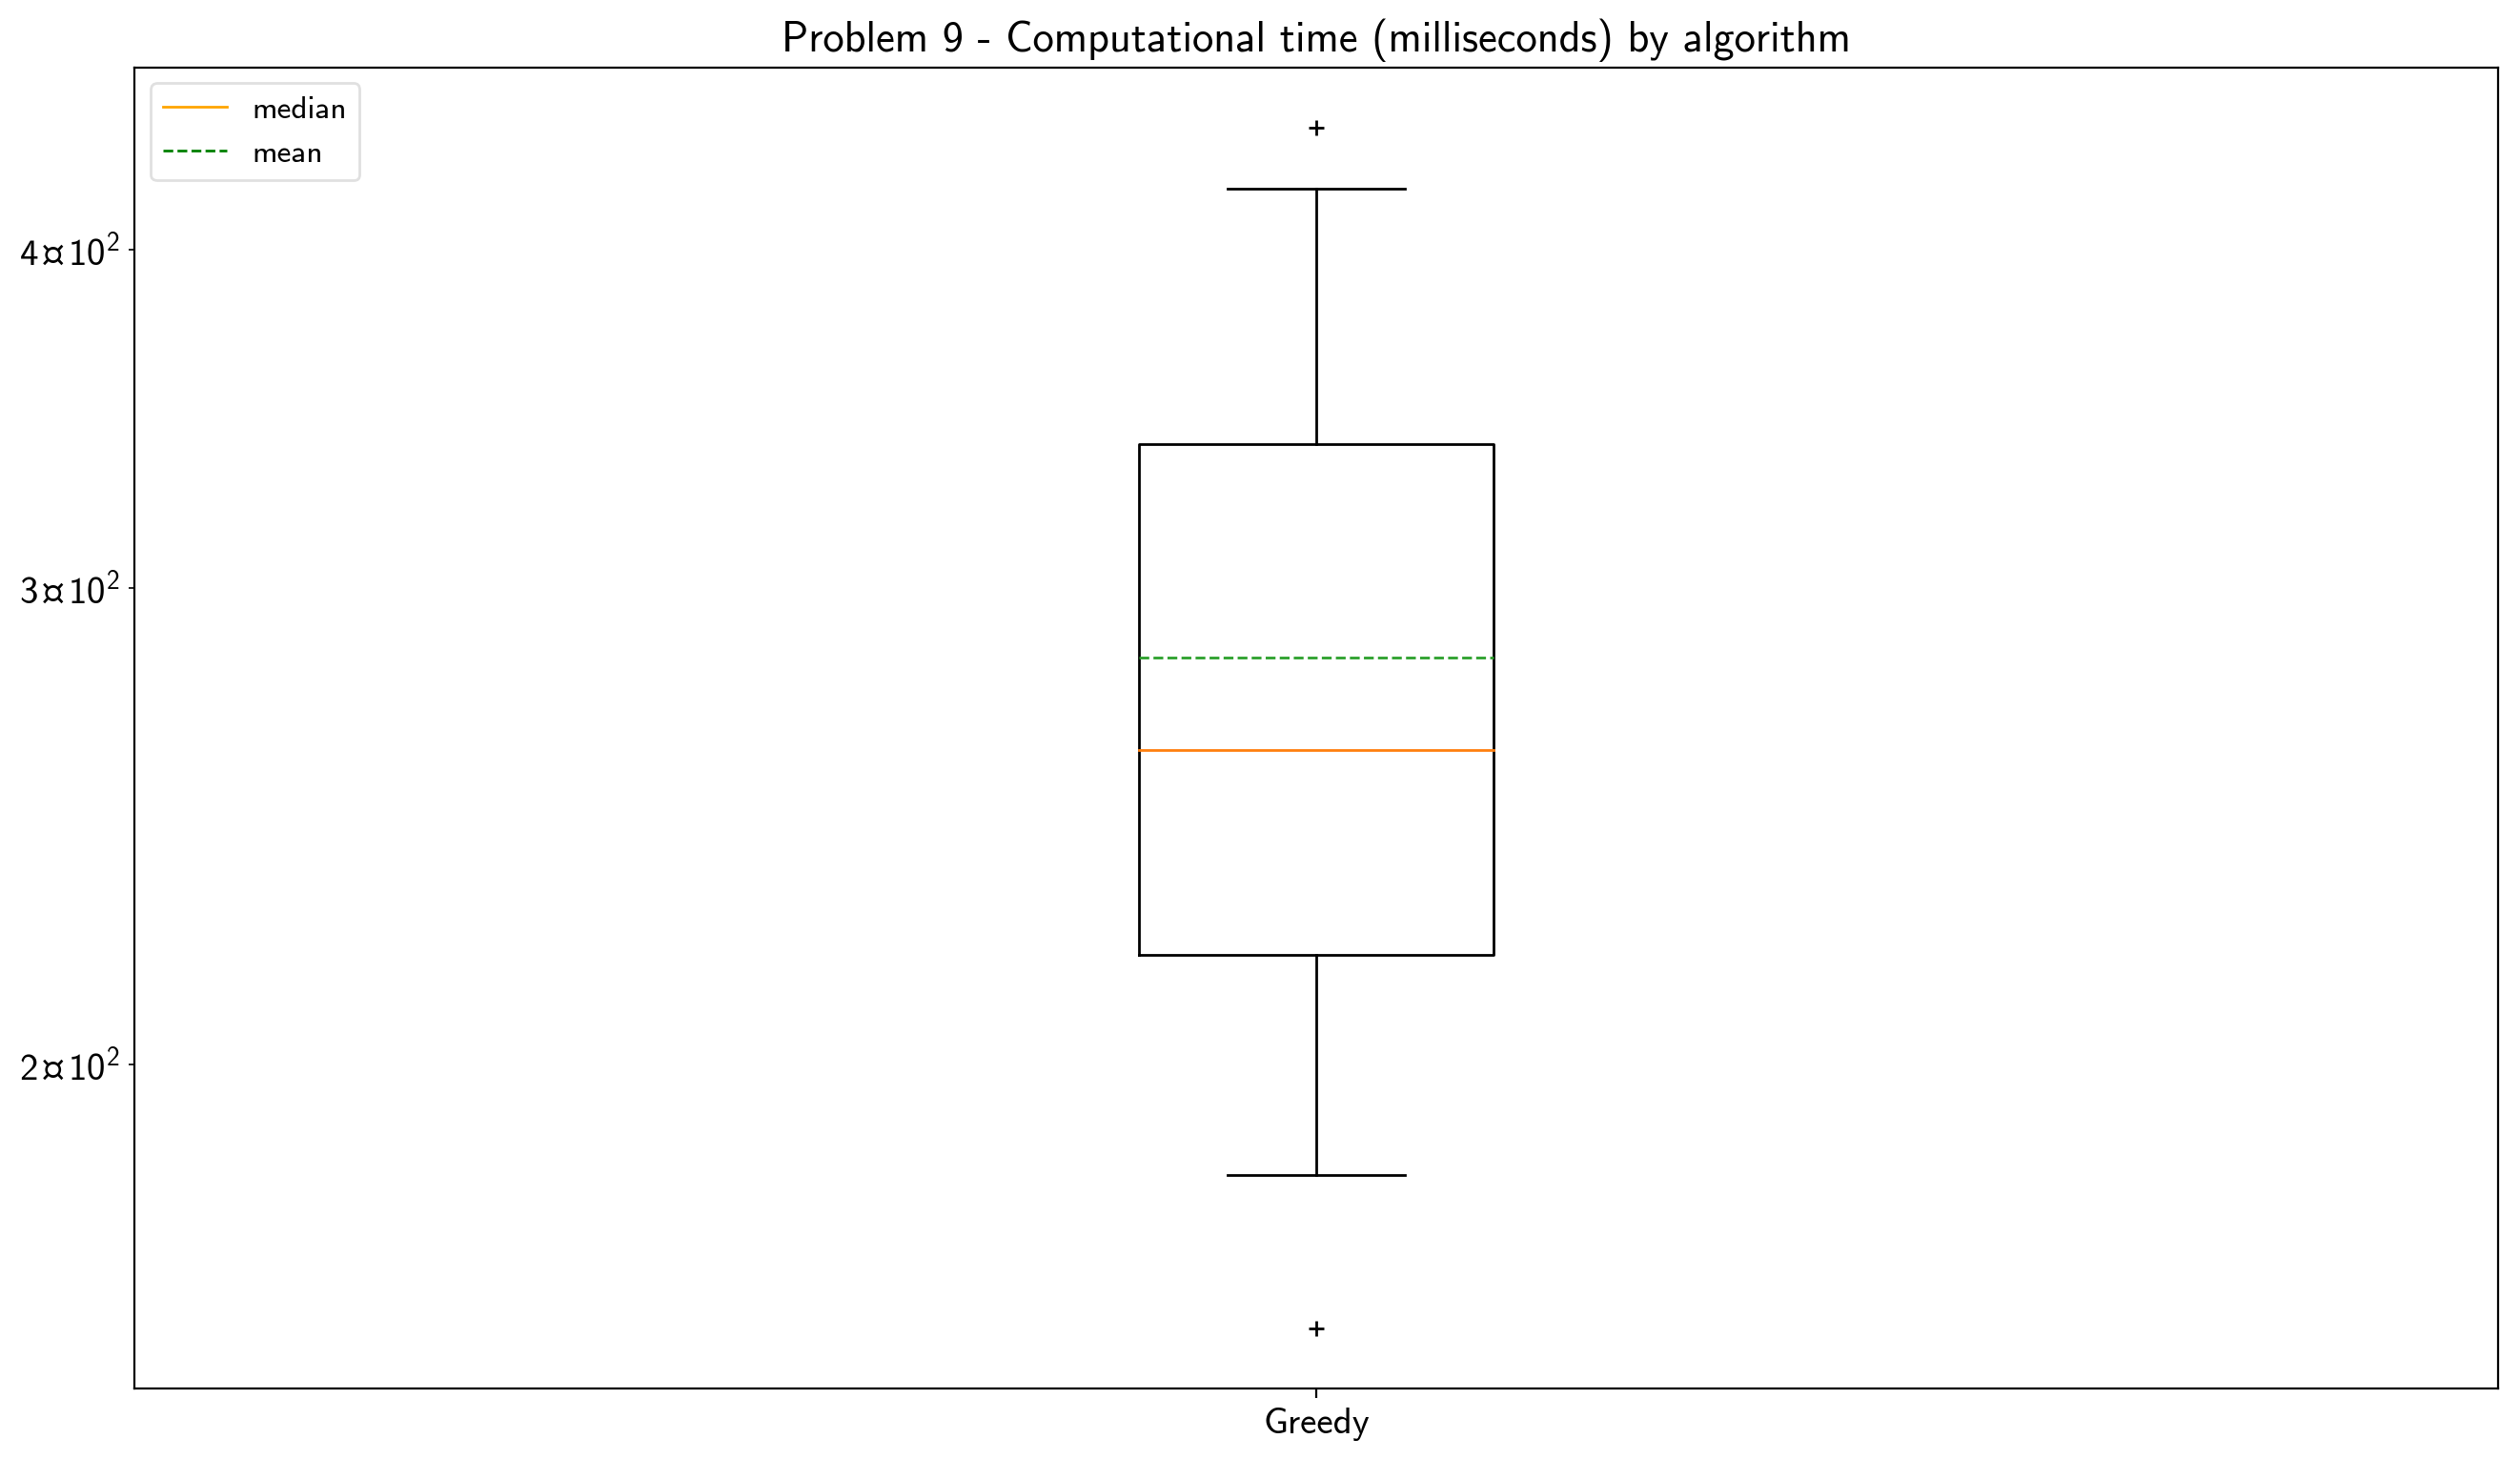 Problem 9 - Computational time (milliseconds) by algorithm
median
mean
4¤10²
3¤10²
2¤10²
Greedy